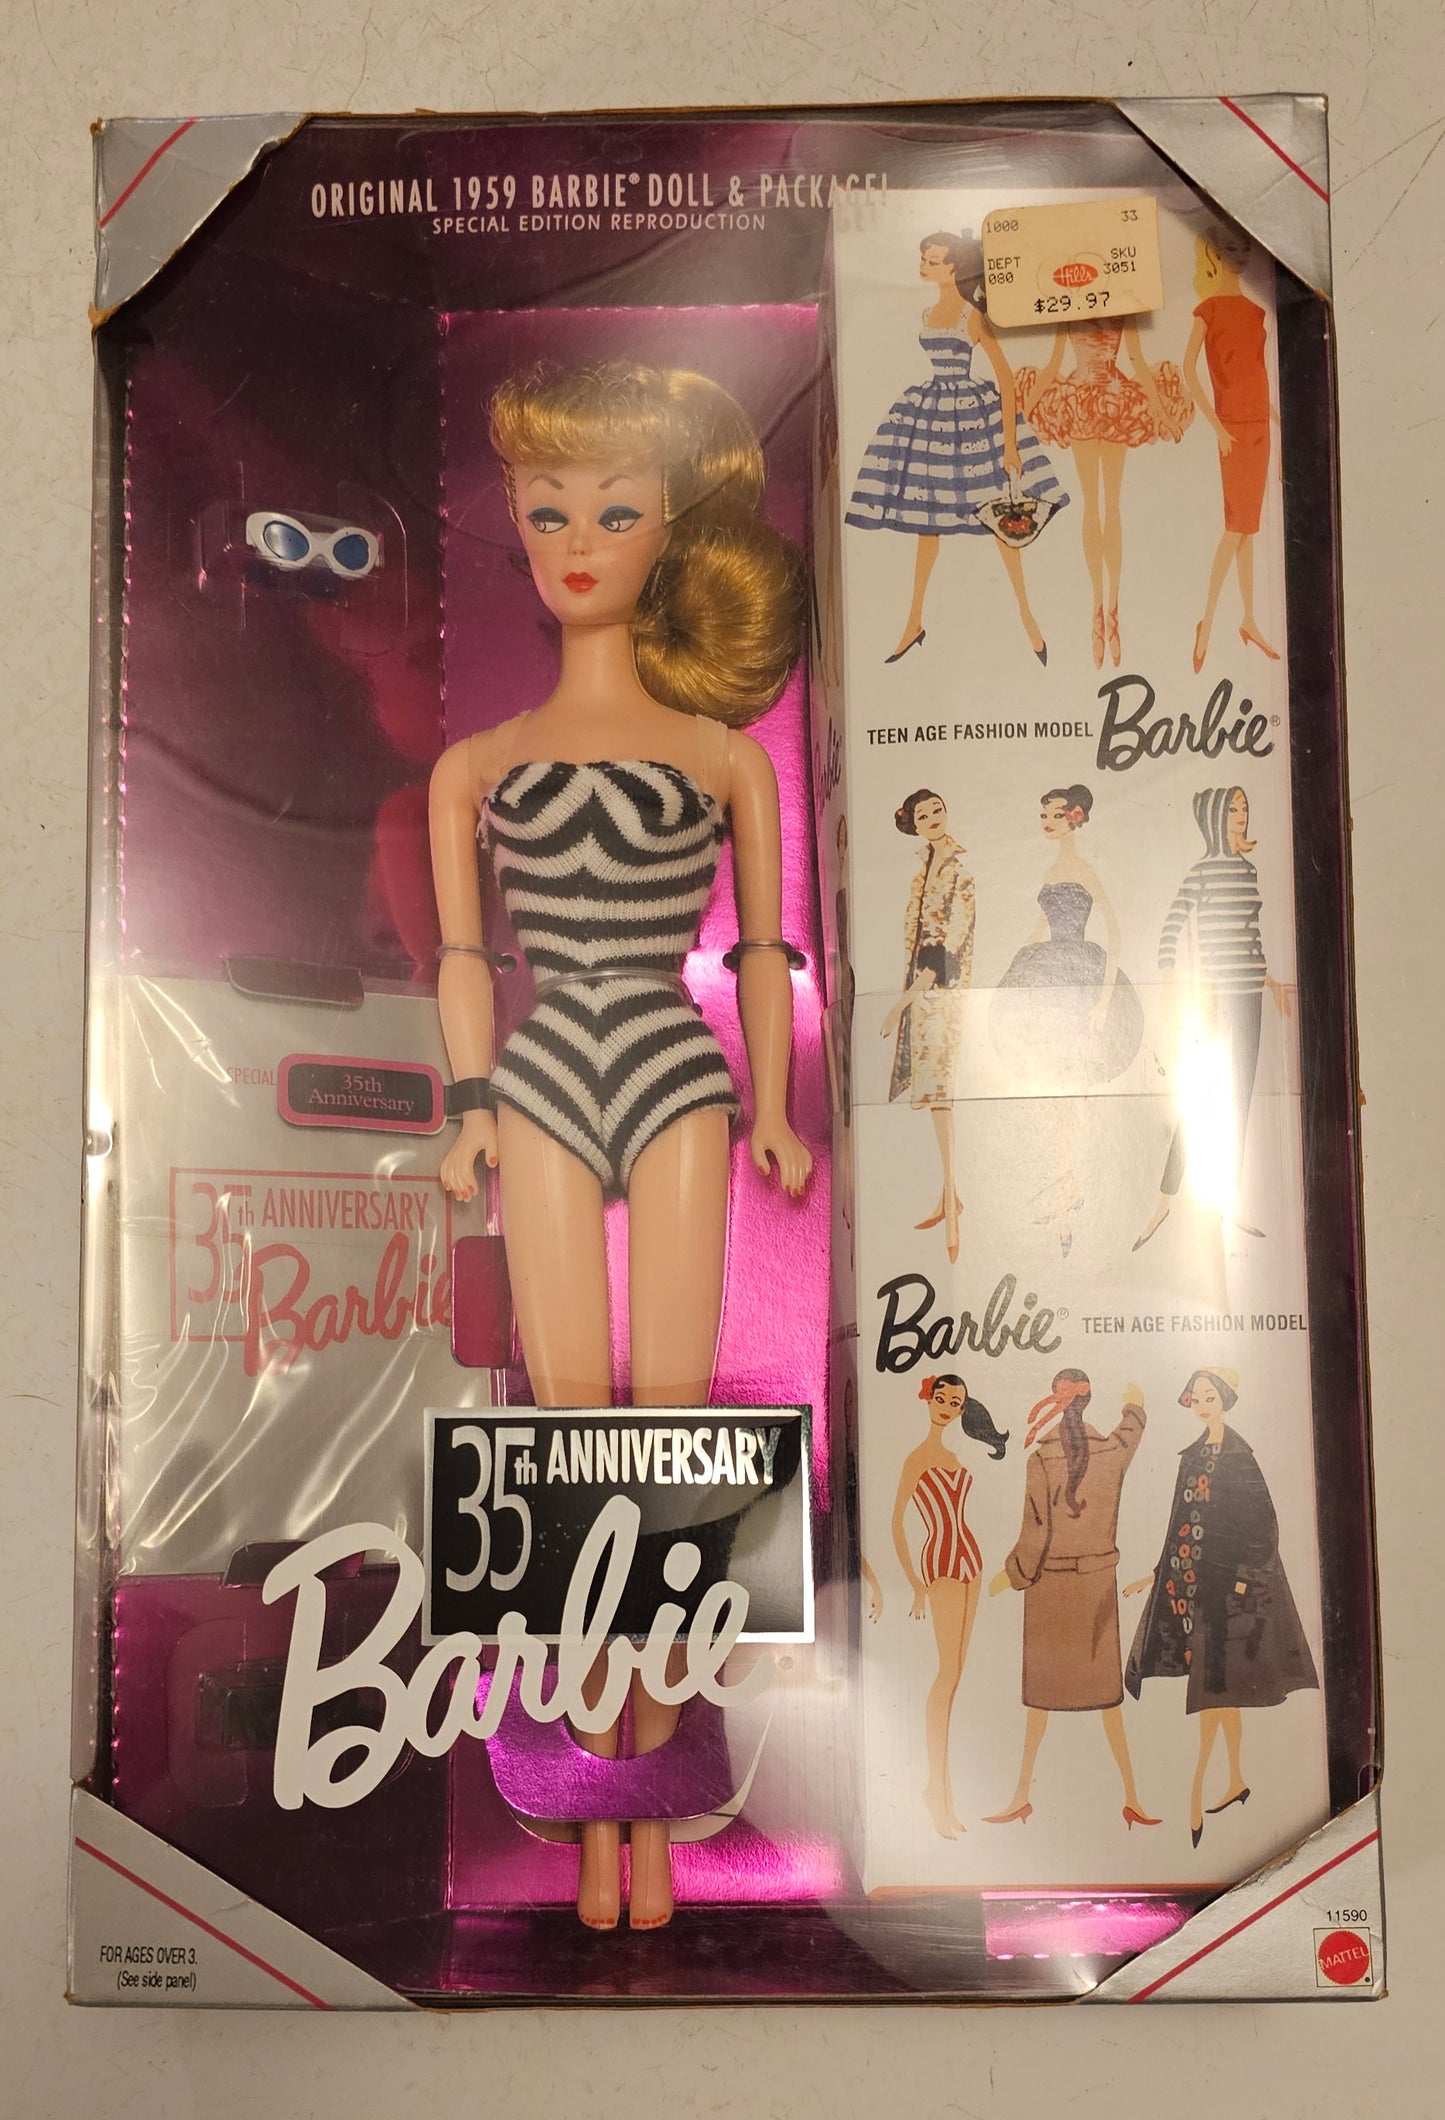 ORIGINAL 1959 BARBIE® DOLL & PACKAGE!
SPECIAL EDITION REPRODUCTION
1000 33
DEPT SKU
080 3051
Hills
$29.97
TEEN AGE FASHION MODEL Barbie®
SPECIAL
35th
Anniversary
35th ANNIVERSARY
Barbie
Barbie® TEEN AGE FASHION MODEL
35th ANNIVERSARY
Barbie®
FOR AGES OVER 3.
(See side panel)
11590
MATTEL